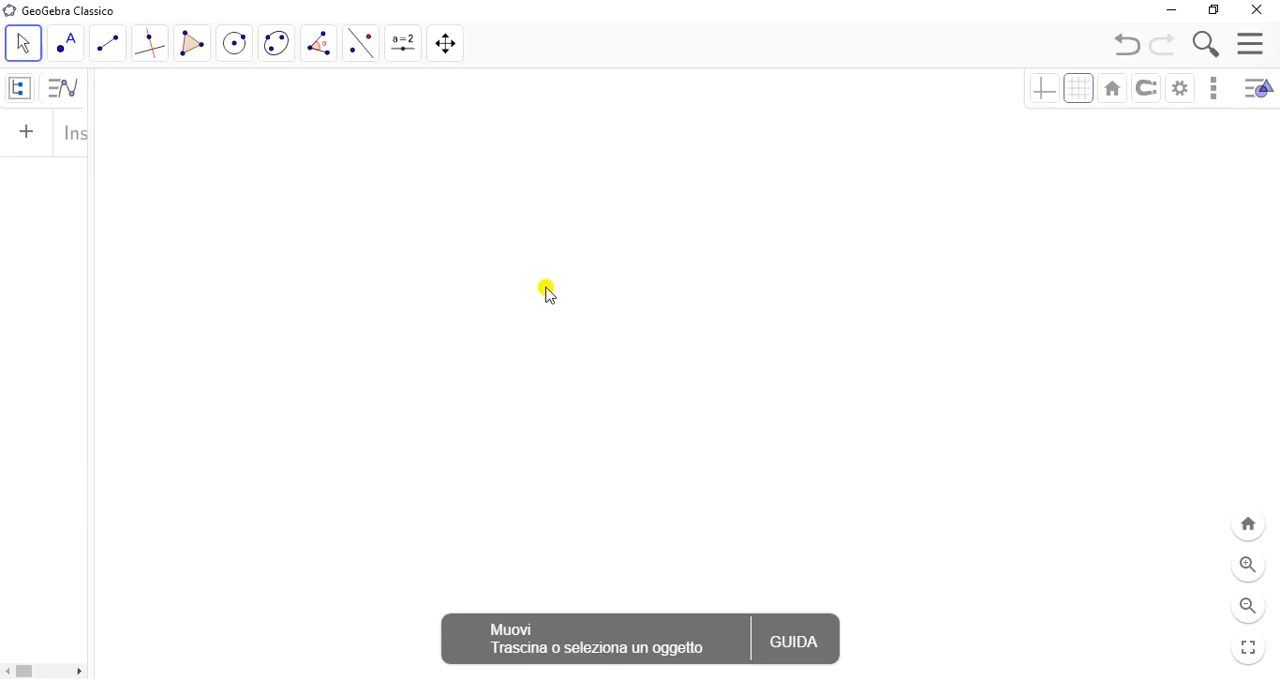 GeoGebra Classico
A
a=2
Ins
Muovi
Trascina o seleziona un oggetto
GUIDA